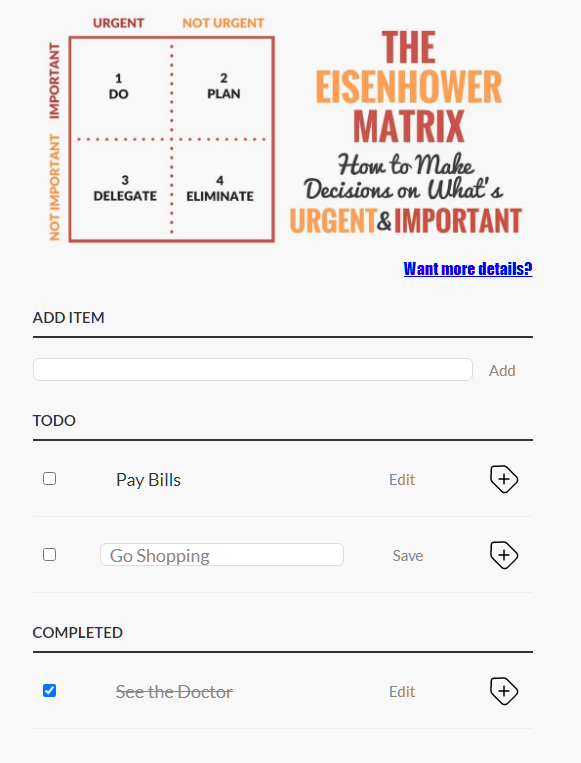 URGENT NOT URGENT
IMPORTANT
1
DO
2
PLAN
NOT IMPORTANT
3
DELEGATE
4
ELIMINATE
THE
EISENHOWER
MATRIX
How to Make
Decisions on What's
URGENT&IMPORTANT
Want more details?
ADD ITEM
Add
TODO
Pay Bills Edit
Go Shopping Save
COMPLETED
See the Doctor Edit